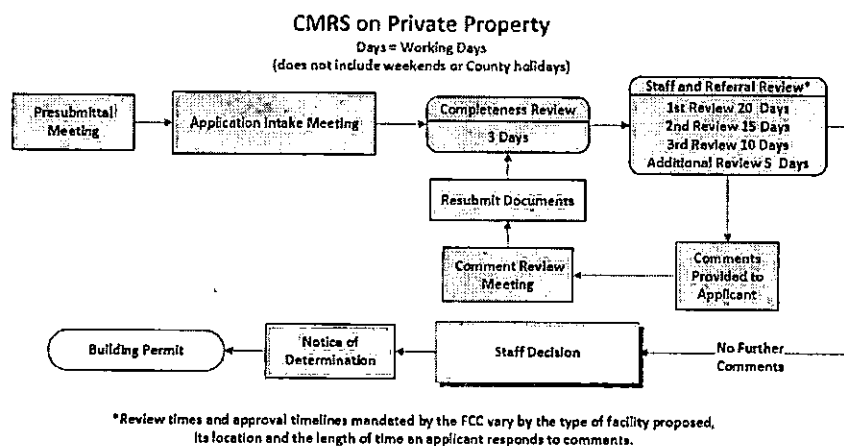 CMRS on Private Property
Days = Working Days
(does not include weekends or County holidays)
Presubmittal
Meeting
Application Intake Meeting
Completeness Review
3 Days
Staff and Referral Review*
1st Review 20 Days
2nd Review 15 Days
3rd Review 10 Days
Additional Review 5 Days
Resubmit Documents
Comment Review
Meeting
Comments
Provided to
Applicant
Building Permit
Notice of
Determination
Staff Decision
No Further
Comments
*Review times and approval timelines mandated by the FCC vary by the type of facility proposed,
its location and the length of time an applicant responds to comments.